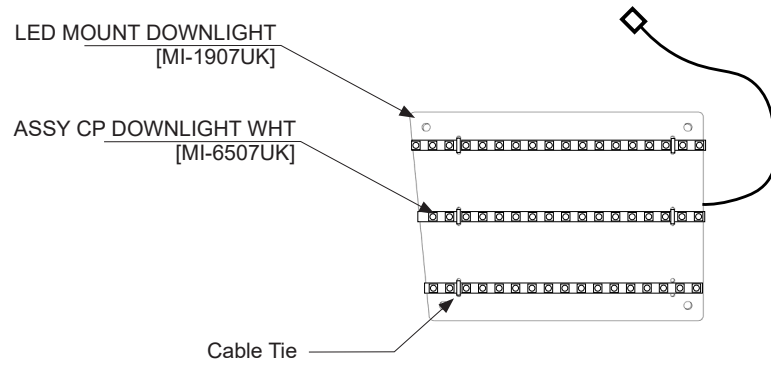 LED MOUNT DOWNLIGHT
[MI-1907UK]
ASSY CP DOWNLIGHT WHT
[MI-6507UK]
Cable Tie